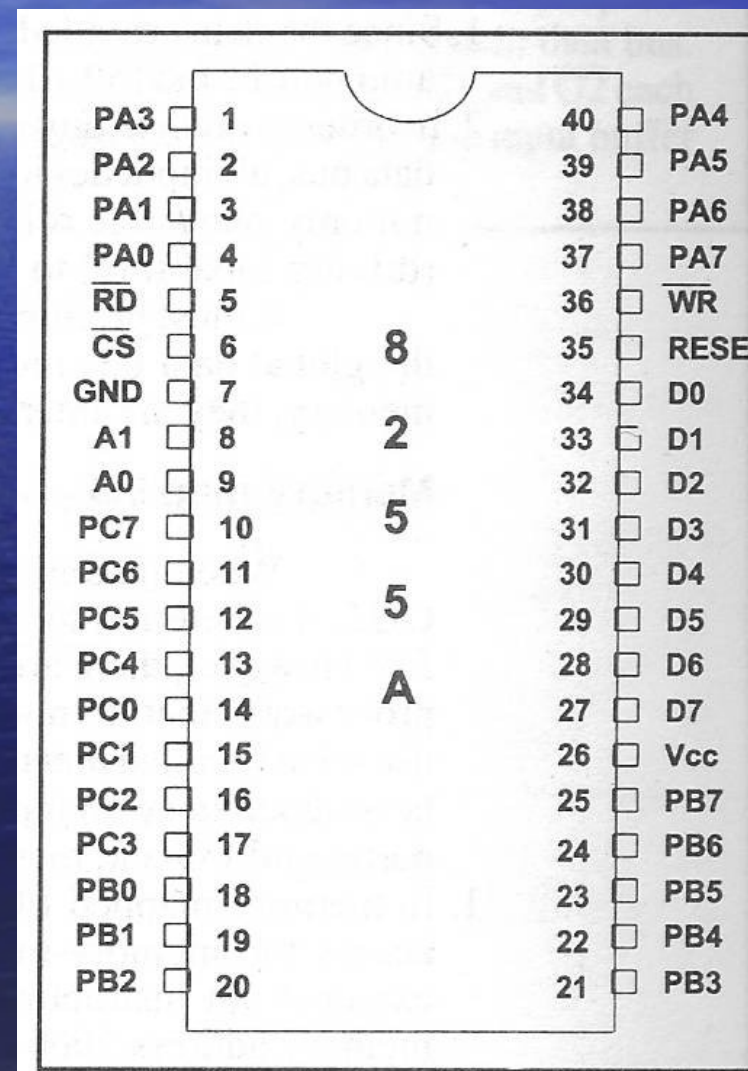 PA3 1 40 PA4
PA2 2 39 PA5
PA1 3 38 PA6
PA0 4 37 PA7
R̅D̅ 5 36 W̅R̅
C̅S̅ 6 8 35 RESE
GND 7 34 D0
A1 8 2 33 D1
A0 9 32 D2
PC7 10 5 31 D3
PC6 11 30 D4
PC5 12 5 29 D5
PC4 13 28 D6
PC0 14 A 27 D7
PC1 15 26 Vcc
PC2 16 25 PB7
PC3 17 24 PB6
PB0 18 23 PB5
PB1 19 22 PB4
PB2 20 21 PB3